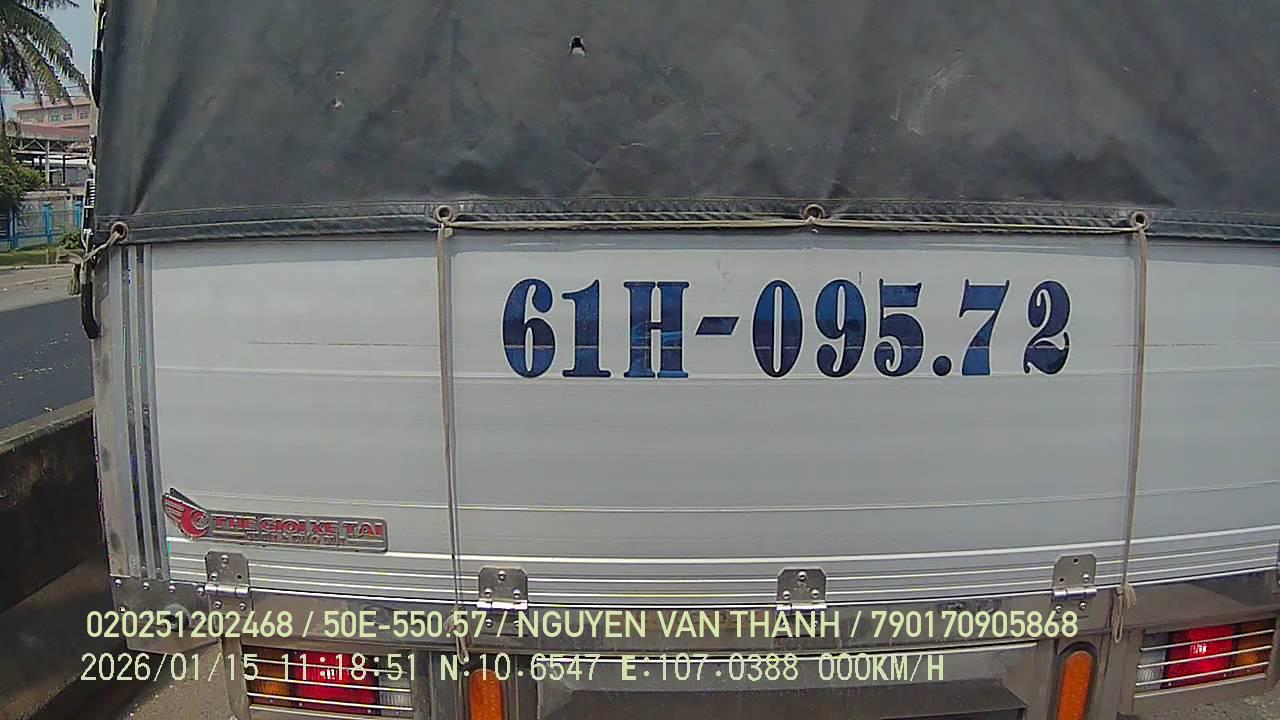 61H-095.72
THE GIOI XE TAI
020251202468 / 50E-550.57 / NGUYEN VAN THANH / 790170905868
2026/01/15 11:18:51 N:10.6547 E:107.0388 000KM/H